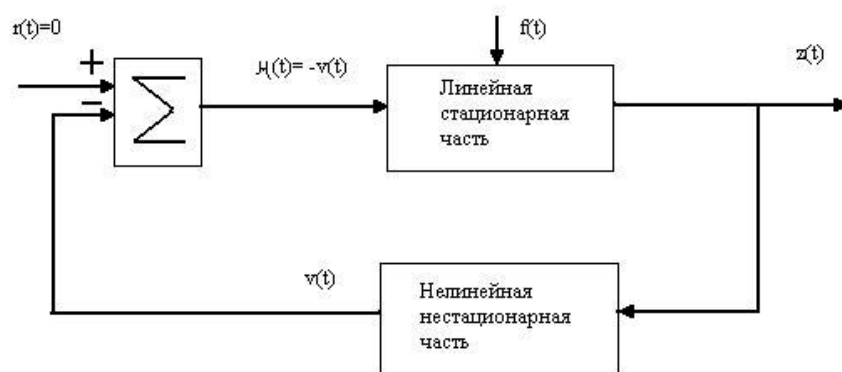 r(t)=0
f(t)
z(t)
+
μ(t)= -v(t)
−
Σ
Линейная
стационарная
часть
v(t)
Нелинейная
нестационарная
часть